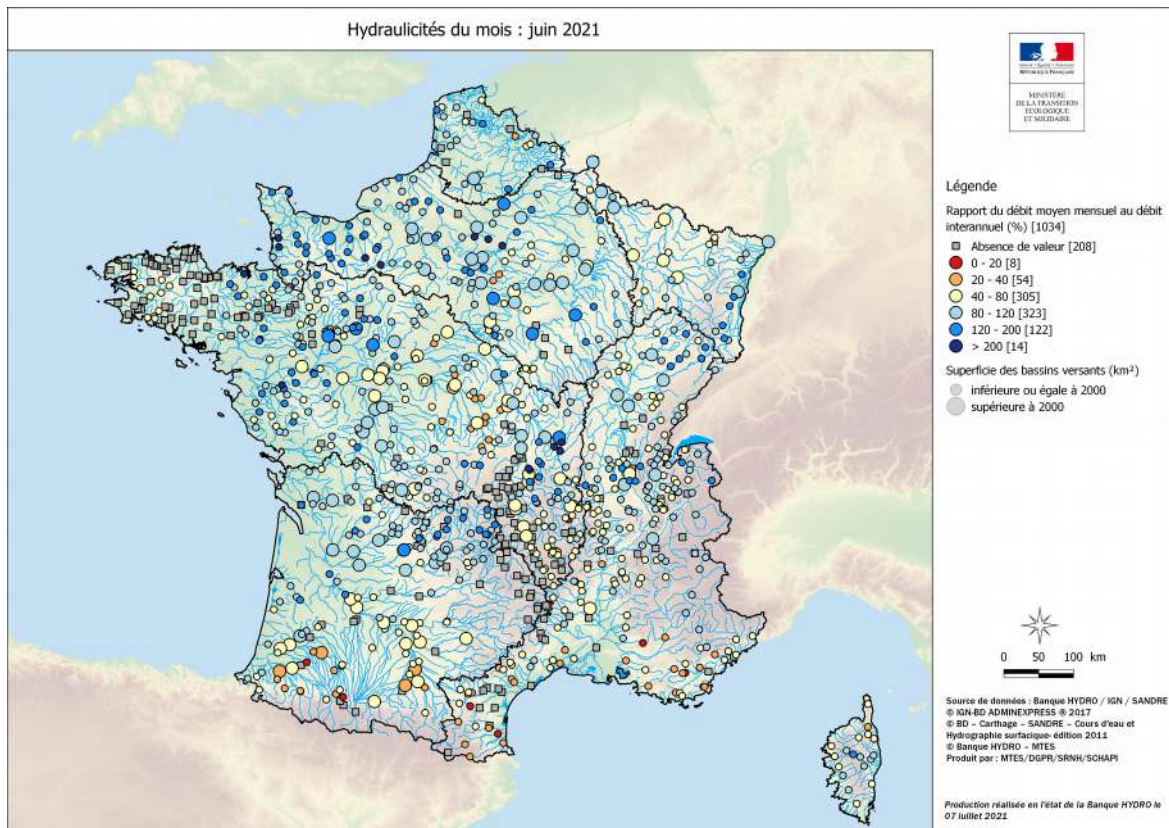 Hydraulicités du mois : juin 2021
RÉPUBLIQUE FRANÇAISE
MINISTÈRE
DE LA TRANSITION
ÉCOLOGIQUE
ET SOLIDAIRE
Légende
Rapport du débit moyen mensuel au débit
interannuel (%) [1034]
Absence de valeur [208]
0 - 20 [8]
20 - 40 [54]
40 - 80 [305]
80 - 120 [323]
120 - 200 [122]
> 200 [14]
Superficie des bassins versants (km²)
inférieure ou égale à 2000
supérieure à 2000
0 50 100 km
Source de données : Banque HYDRO / IGN / SANDRE
© IGN-BD ADMINEXPRESS ® 2017
© BD – Carthage – SANDRE – Cours d'eau et
Hydrographie surfacique- édition 2011
© Banque HYDRO – MTES
Produit par : MTES/DGPR/SRNH/SCHAPI
Production réalisée en l'état de la Banque HYDRO le
07 juillet 2021